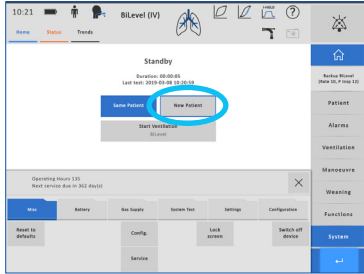 10:21
BiLevel (IV)
I-HOLD
?
Home
Status
Trends
Standby
Duration: 00:00:05
Last test: 2019-03-08 10:20:59
Same Patient
New Patient
Start Ventilation
BiLevel
Backup BiLevel
(Rate 10, P Insp 12)
Patient
Alarms
Ventilation
Manoeuvre
Weaning
Functions
System
Operating Hours 135
Next service due in 362 day(s)
Misc
Battery
Gas Supply
System Test
Settings
Configuration
Reset to
defaults
Config.
Lock
screen
Switch off
device
Service